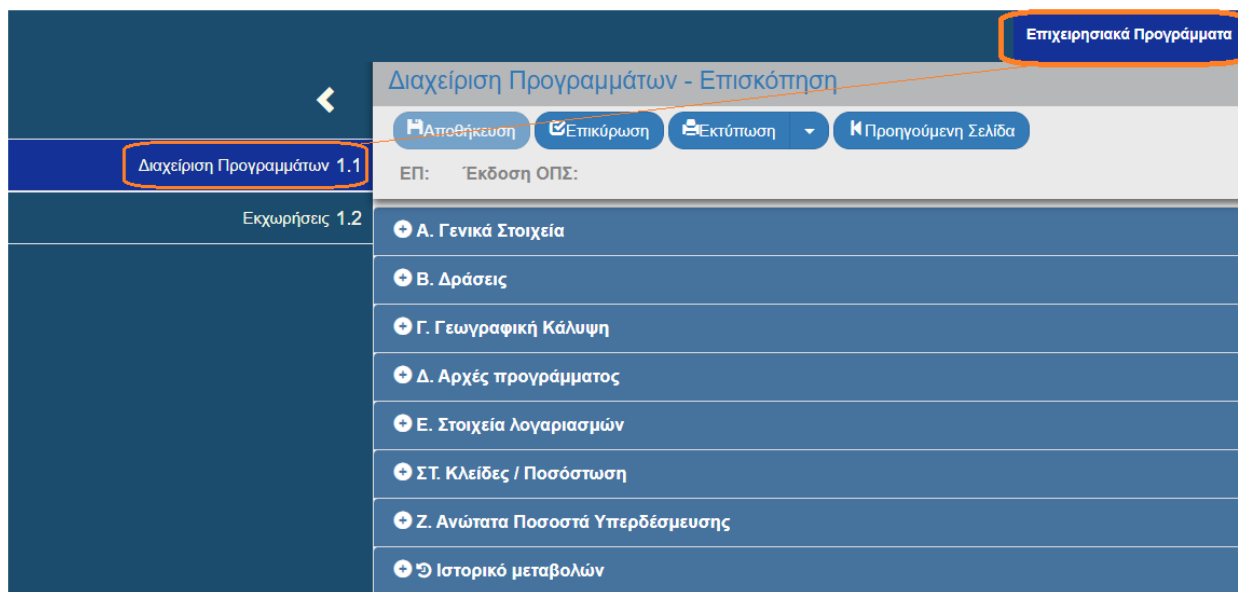 Επιχειρησιακά Προγράμματα
Διαχείριση Προγραμμάτων - Επισκόπηση
Αποθήκευση Επικύρωση Εκτύπωση Προηγούμενη Σελίδα
Διαχείριση Προγραμμάτων 1.1
ΕΠ: Έκδοση ΟΠΣ:
Εκχωρήσεις 1.2
Α. Γενικά Στοιχεία
Β. Δράσεις
Γ. Γεωγραφική Κάλυψη
Δ. Αρχές προγράμματος
Ε. Στοιχεία λογαριασμών
ΣΤ. Κλείδες / Ποσόστωση
Ζ. Ανώτατα Ποσοστά Υπερδέσμευσης
Ιστορικό μεταβολών